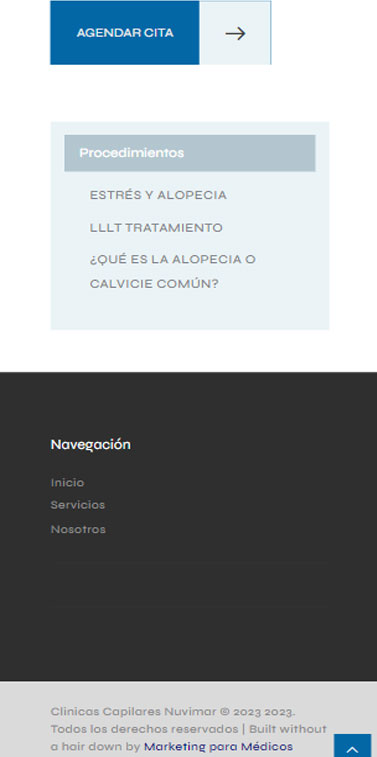 AGENDAR CITA
Procedimientos
ESTRÉS Y ALOPECIA
LLLT TRATAMIENTO
¿QUÉ ES LA ALOPECIA O
CALVICIE COMÚN?
Navegación
Inicio
Servicios
Nosotros
Clinicas Capilares Nuvimar © 2023 2023.
Todos los derechos reservados | Built without
a hair down by Marketing para Médicos